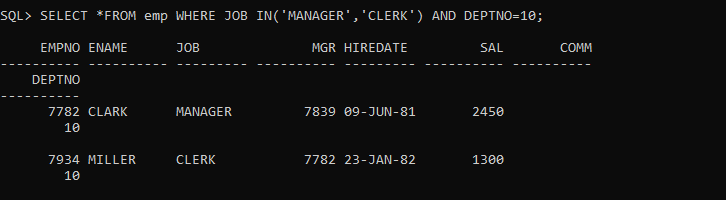 SQL> SELECT *FROM emp WHERE JOB IN('MANAGER','CLERK') AND DEPTNO=10;
     EMPNO ENAME      JOB              MGR HIREDATE         SAL       COMM
---------- ---------- --------- ---------- --------- ---------- ----------
    DEPTNO
----------
      7782 CLARK      MANAGER         7839 09-JUN-81       2450
        10
      7934 MILLER     CLERK           7782 23-JAN-82       1300
        10